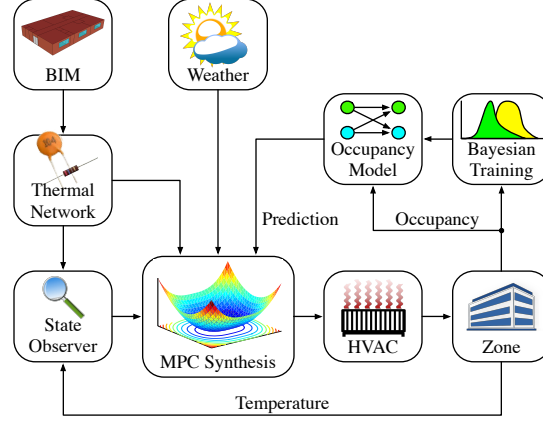 BIM
Weather
Occupancy
Model
Bayesian
Training
Thermal
Network
Prediction
Occupancy
State
Observer
MPC Synthesis
HVAC
Zone
Temperature